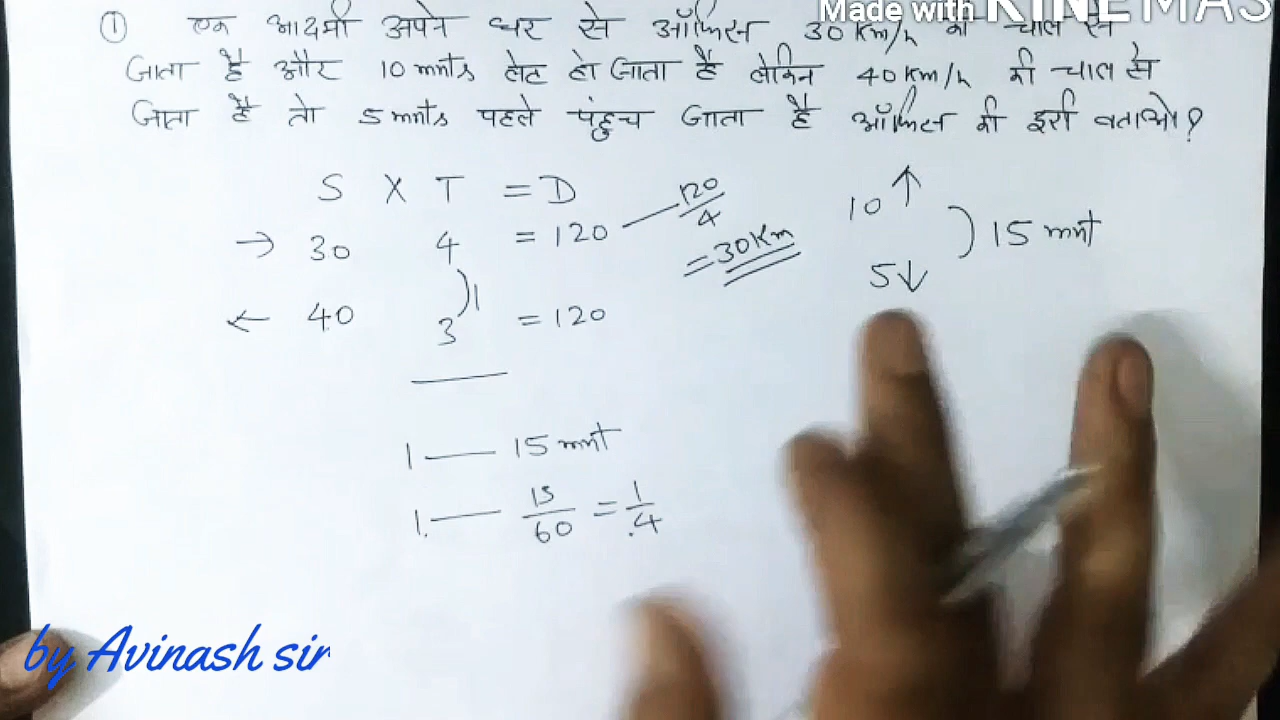 Made with KINEMAS
① एक आदमी अपने घर से ऑफिस 30 Km/h की चाल से
जाता है और 10 mnts लेट हो जाता है लेकिन 40 Km/h की चाल से
जाता है तो 5 mnts पहले पंहुच जाता है ऑफिस की दूरी बताओ?
S X T = D
→ 30 4 = 120 — 120/4
= 30 Km
)1
← 40 3 = 120
10 ↑
5 ↓
) 15 mnt
1 — 15 mnt
1. — 15/60 = 1/.4
by Avinash sir